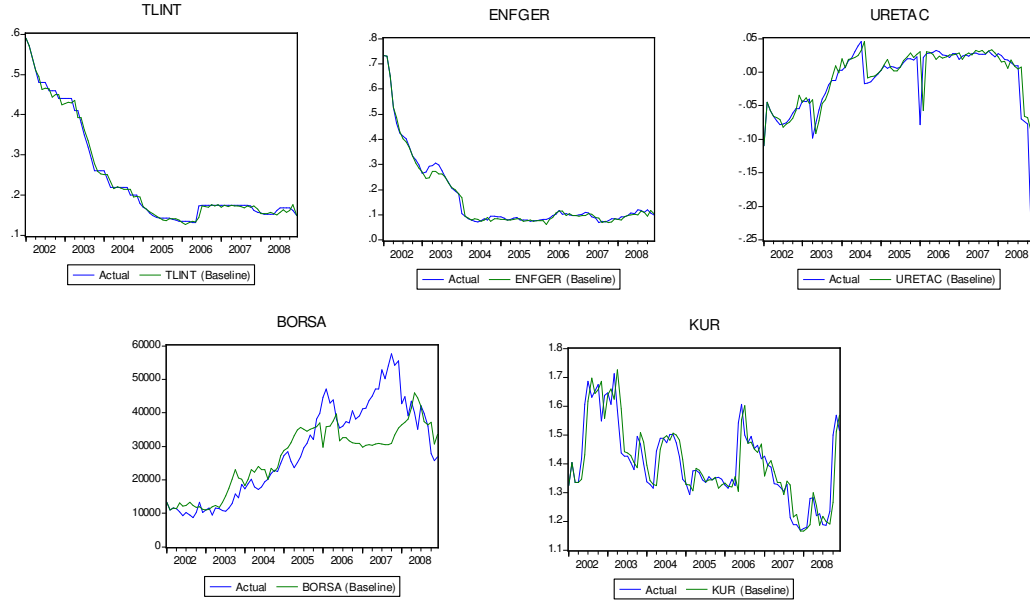 TLINT
ENFGER
URETAC
.6
.5
.4
.3
.2
.1
2002 2003 2004 2005 2006 2007 2008
Actual TLINT (Baseline)
.8
.7
.6
.5
.4
.3
.2
.1
.0
2002 2003 2004 2005 2006 2007 2008
Actual ENFGER (Baseline)
.05
.00
-.05
-.10
-.15
-.20
-.25
2002 2003 2004 2005 2006 2007 2008
Actual URETAC (Baseline)
BORSA
KUR
60000
50000
40000
30000
20000
10000
0
2002 2003 2004 2005 2006 2007 2008
Actual BORSA (Baseline)
1.8
1.7
1.6
1.5
1.4
1.3
1.2
1.1
2002 2003 2004 2005 2006 2007 2008
Actual KUR (Baseline)